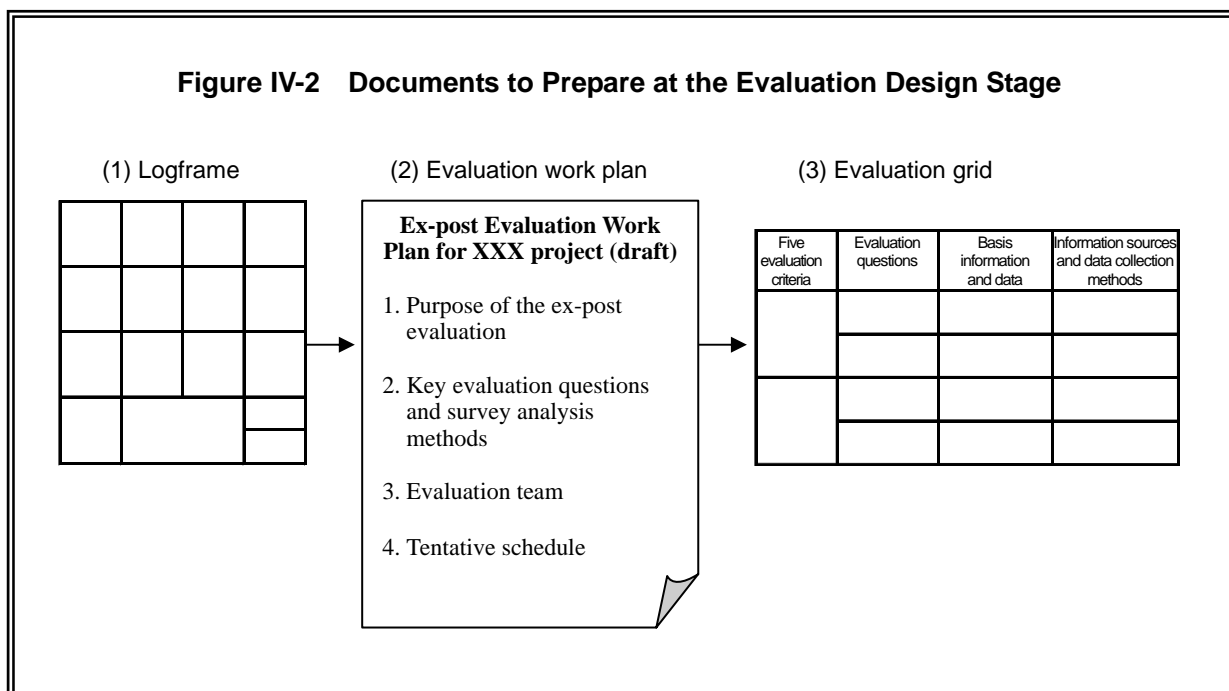 Figure IV-2 Documents to Prepare at the Evaluation Design Stage
(1) Logframe
(2) Evaluation work plan
(3) Evaluation grid
Ex-post Evaluation Work
Plan for XXX project (draft)
1. Purpose of the ex-post
evaluation
2. Key evaluation questions
and survey analysis
methods
3. Evaluation team
4. Tentative schedule
Five
evaluation
criteria
Evaluation
questions
Basis
information
and data
Information sources
and data collection
methods